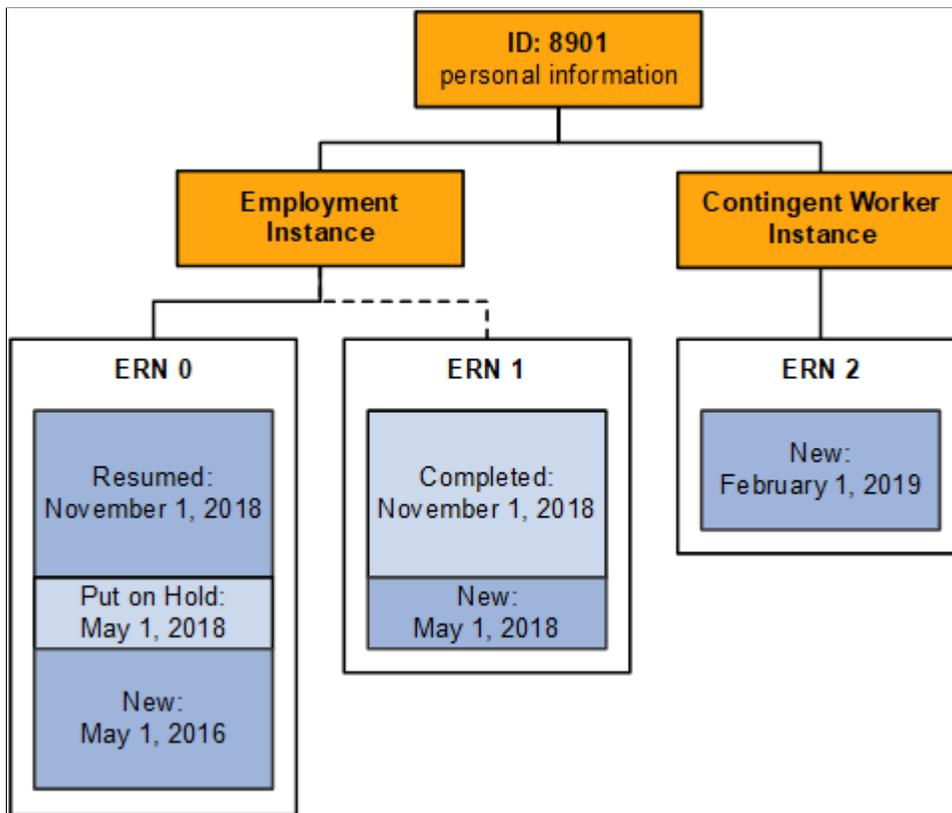 ID: 8901
personal information
Employment
Instance
Contingent Worker
Instance
ERN 0
Resumed:
November 1, 2018
Put on Hold:
May 1, 2018
New:
May 1, 2016
ERN 1
Completed:
November 1, 2018
New:
May 1, 2018
ERN 2
New:
February 1, 2019